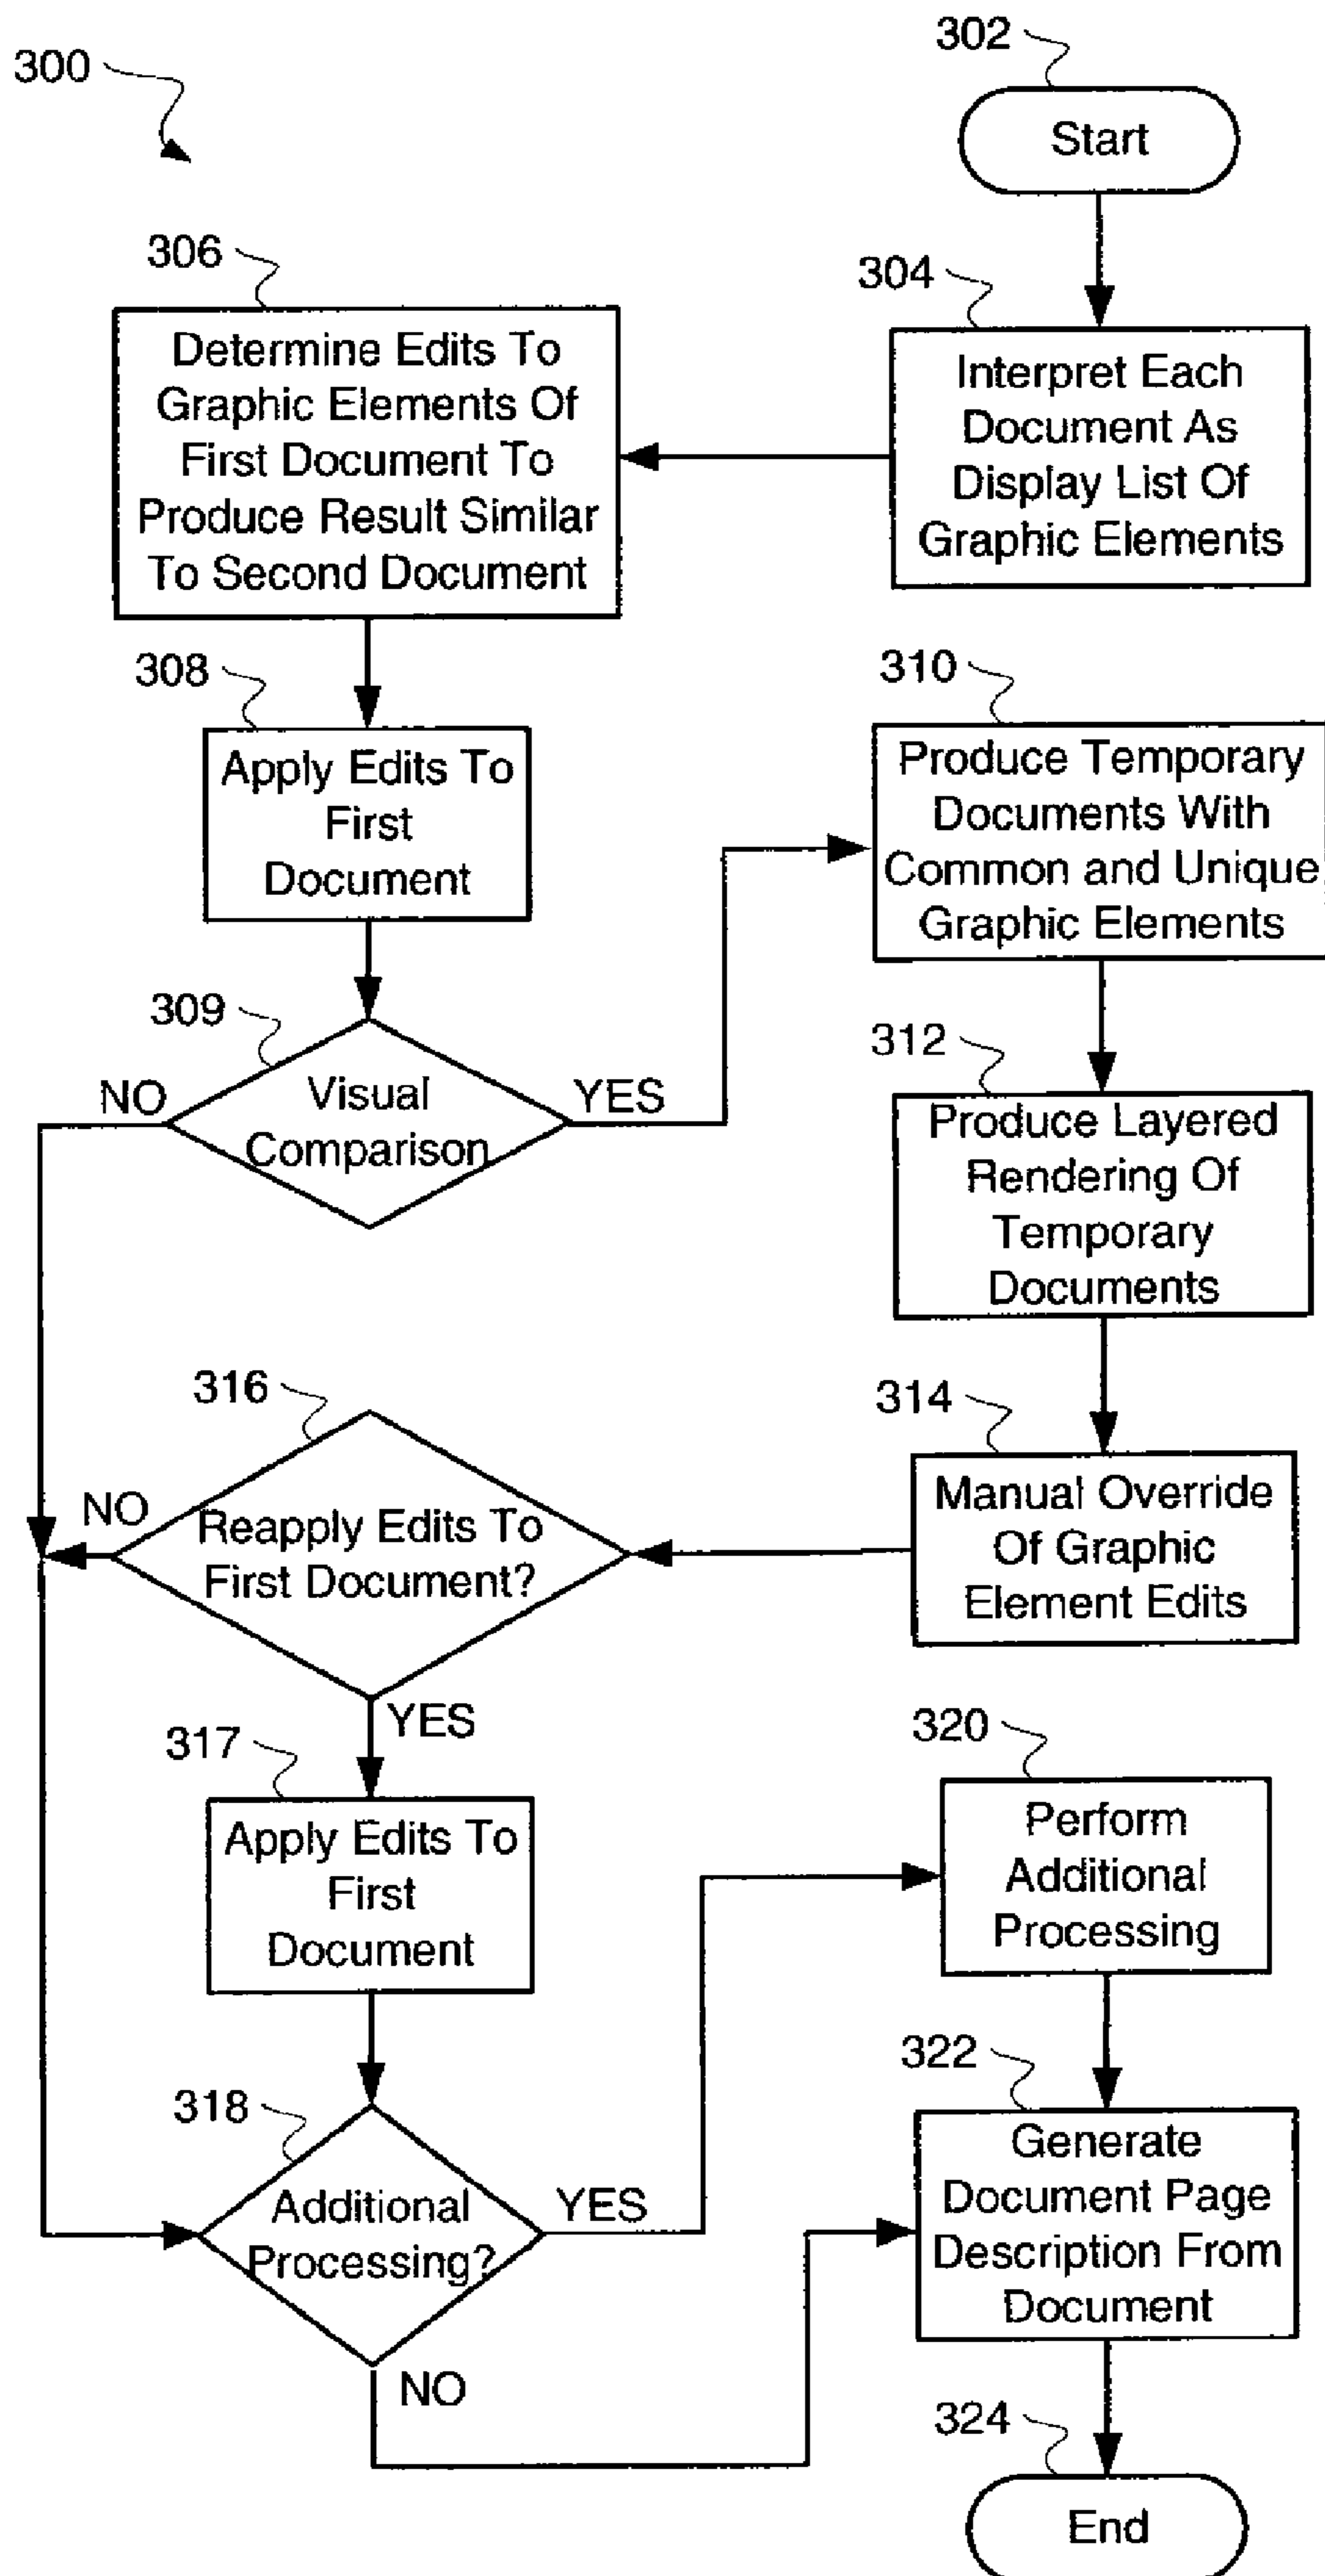 300
302
Start
304
Interpret Each
Document As
Display List Of
Graphic Elements
306
Determine Edits To
Graphic Elements Of
First Document To
Produce Result Similar
To Second Document
308
Apply Edits To
First
Document
309
Visual
Comparison
NO
YES
310
Produce Temporary
Documents With
Common and Unique
Graphic Elements
312
Produce Layered
Rendering Of
Temporary
Documents
314
Manual Override
Of Graphic
Element Edits
316
Reapply Edits To
First Document?
NO
YES
317
Apply Edits To
First
Document
318
Additional
Processing?
YES
NO
320
Perform
Additional
Processing
322
Generate
Document Page
Description From
Document
324
End